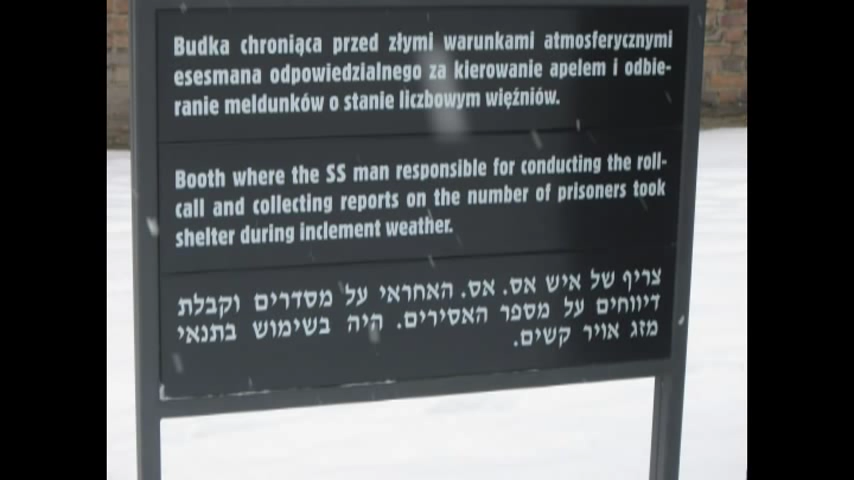 Budka chroniąca przed złymi warunkami atmosferycznymi
esesmana odpowiedzialnego za kierowanie apelem i odbie-
ranie meldunków o stanie liczbowym więźniów.
Booth where the SS man responsible for conducting the roll-
call and collecting reports on the number of prisoners took
shelter during inclement weather.
צריף של איש אס. אס. האחראי על מסדרים וקבלת
דיווחים על מספר האסירים. היה בשימוש בתנאי
מזג אויר קשים.